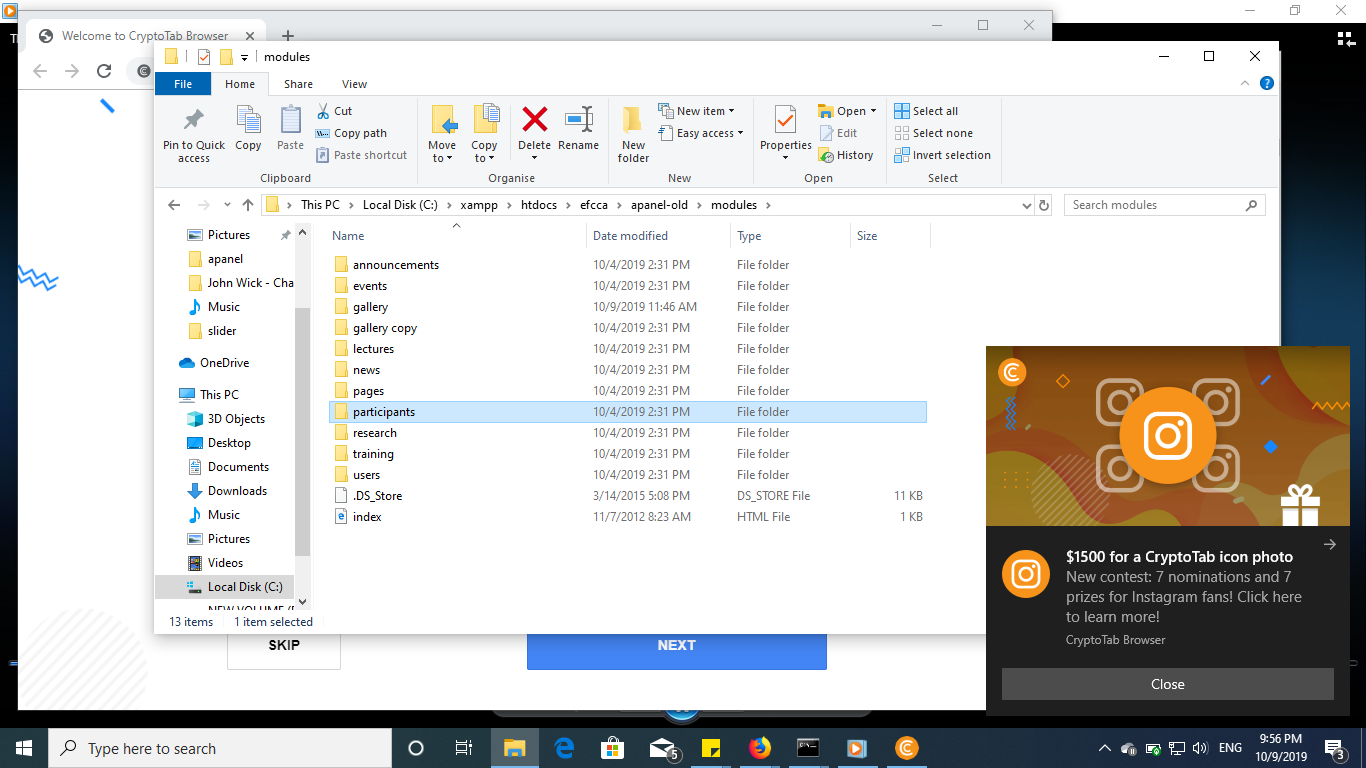 T
Welcome to CryptoTab Browser
modules
File Home Share View
Pin to Quick access
Copy
Paste
Cut
Copy path
Paste shortcut
Clipboard
Move to
Copy to
Delete
Rename
Organise
New folder
New item
Easy access
New
Properties
Open
Edit
History
Open
Select all
Select none
Invert selection
Select
This PC > Local Disk (C:) > xampp > htdocs > efcca > apanel-old > modules >
Search modules
Pictures
apanel
John Wick - Cha
Music
slider
OneDrive
This PC
3D Objects
Desktop
Documents
Downloads
Music
Pictures
Videos
Local Disk (C:)
NEW VOLUME (
Name Date modified Type Size
announcements 10/4/2019 2:31 PM File folder
events 10/4/2019 2:31 PM File folder
gallery 10/9/2019 11:46 AM File folder
gallery copy 10/4/2019 2:31 PM File folder
lectures 10/4/2019 2:31 PM File folder
news 10/4/2019 2:31 PM File folder
pages 10/4/2019 2:31 PM File folder
participants 10/4/2019 2:31 PM File folder
research 10/4/2019 2:31 PM File folder
training 10/4/2019 2:31 PM File folder
users 10/4/2019 2:31 PM File folder
.DS_Store 3/14/2015 5:08 PM DS_STORE File 11 KB
index 11/7/2012 8:23 AM HTML File 1 KB
13 items 1 item selected
SKIP
NEXT
$1500 for a CryptoTab icon photo
New contest: 7 nominations and 7
prizes for Instagram fans! Click here
to learn more!
CryptoTab Browser
Close
Type here to search
5
ENG
9:56 PM
10/9/2019
3